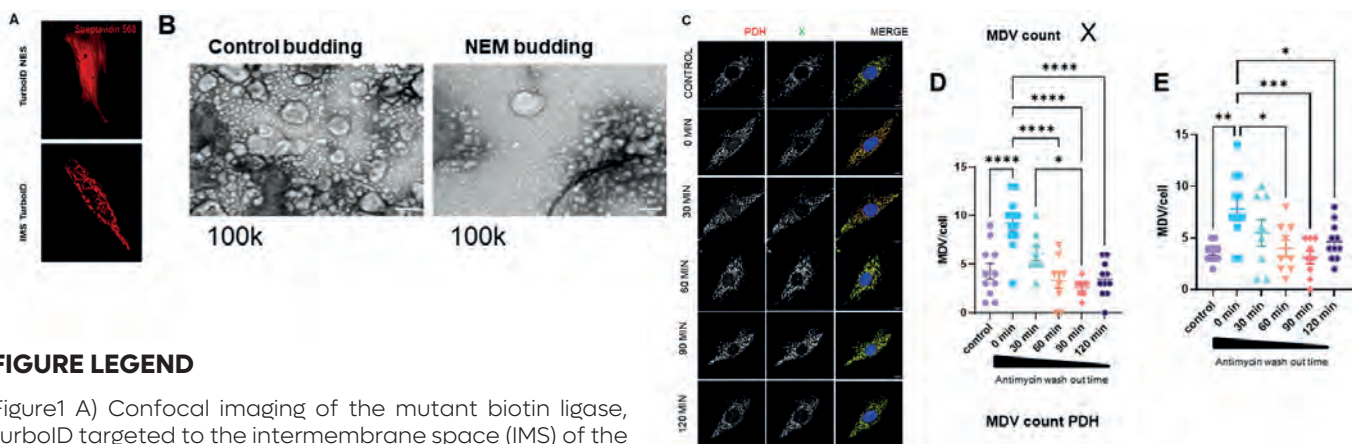 A
Streptavidin 568
TurboID NES
IMS TurboID
B
Control budding
NEM budding
100k
100k
C
PDH X MERGE
CONTROL
0 MIN
30 MIN
60 MIN
90 MIN
120 MIN
MDV count X
D
****
****
****
****
*
MDV/cell
15
10
5
0
control
0 min
30 min
60 min
90 min
120 min
Antimycin wash out time
MDV count PDH
E
*
***
**
*
MDV/cell
15
10
5
0
control
0 min
30 min
60 min
90 min
120 min
Antimycin wash out time
FIGURE LEGEND
Figure1 A) Confocal imaging of the mutant biotin ligase,
TurboID targeted to the intermembrane space (IMS) of the